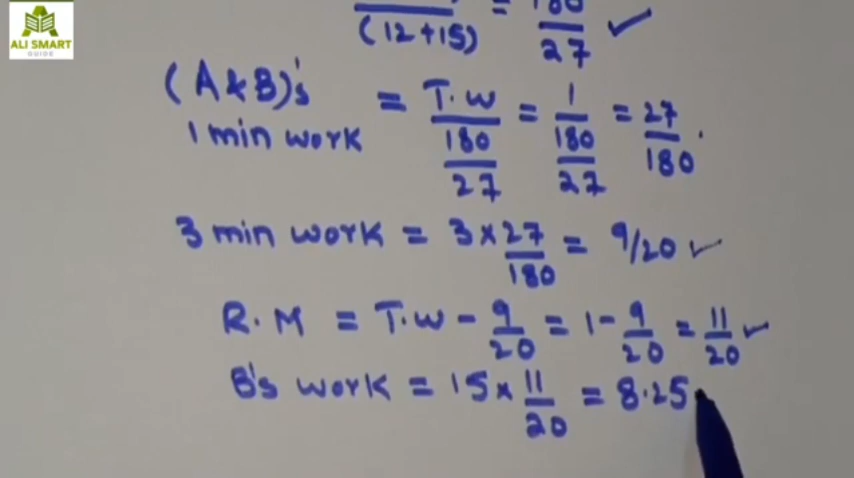 ALI SMART
GUIDE
(12+15) = 180/27 ✓
(A&B)'s 1 min work = T.W/(180/27) = 1/(180/27) = 27/180.
3 min work = 3×27/180 = 9/20 ✓
R.M = T.W - 9/20 = 1 - 9/20 = 11/20 ✓
B's work = 15×11/20 = 8.25